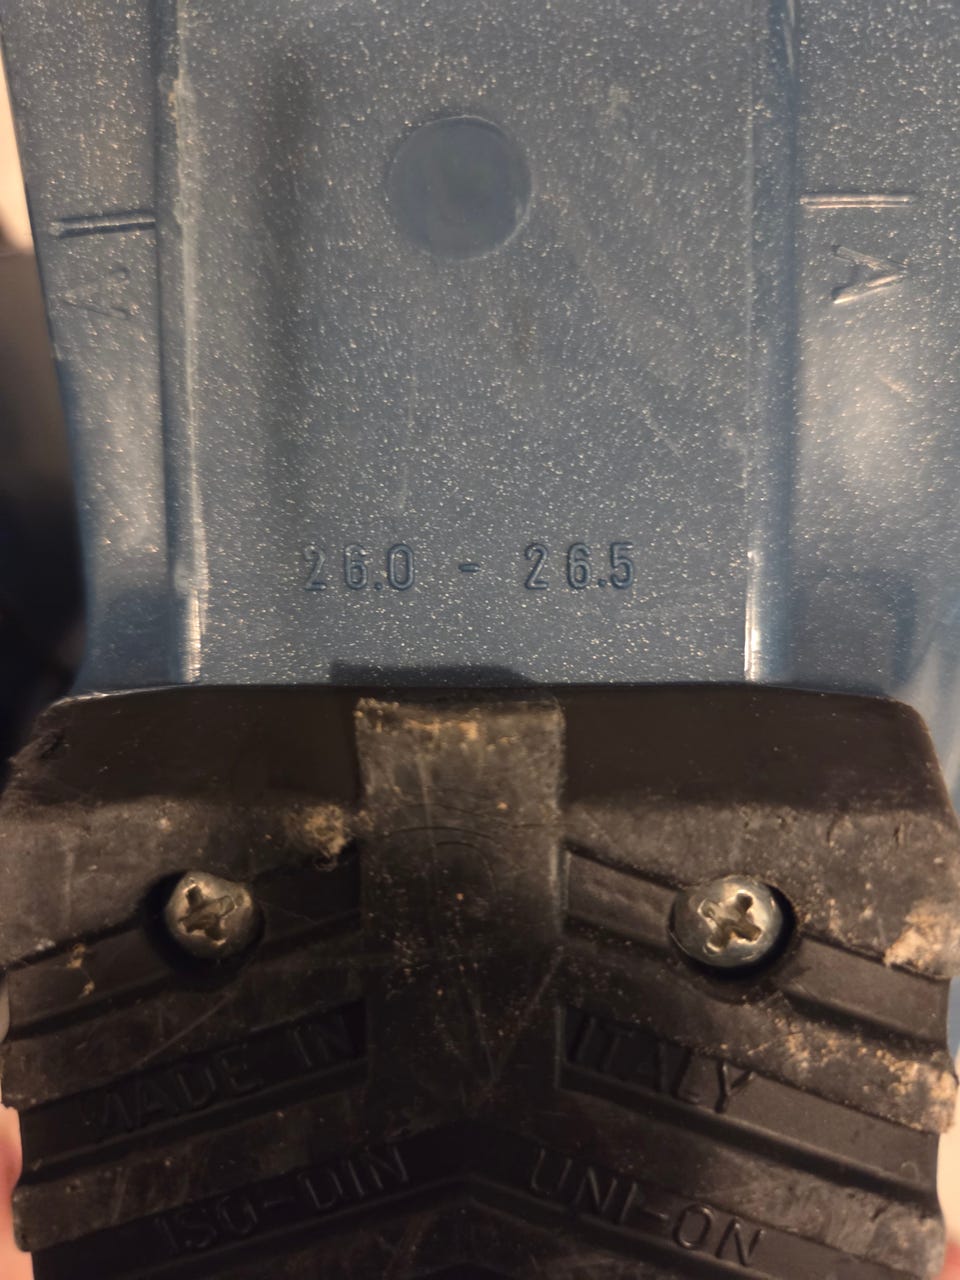 A A
26.0 - 26.5
MADE IN ITALY
ISO-DIN UNI-ON